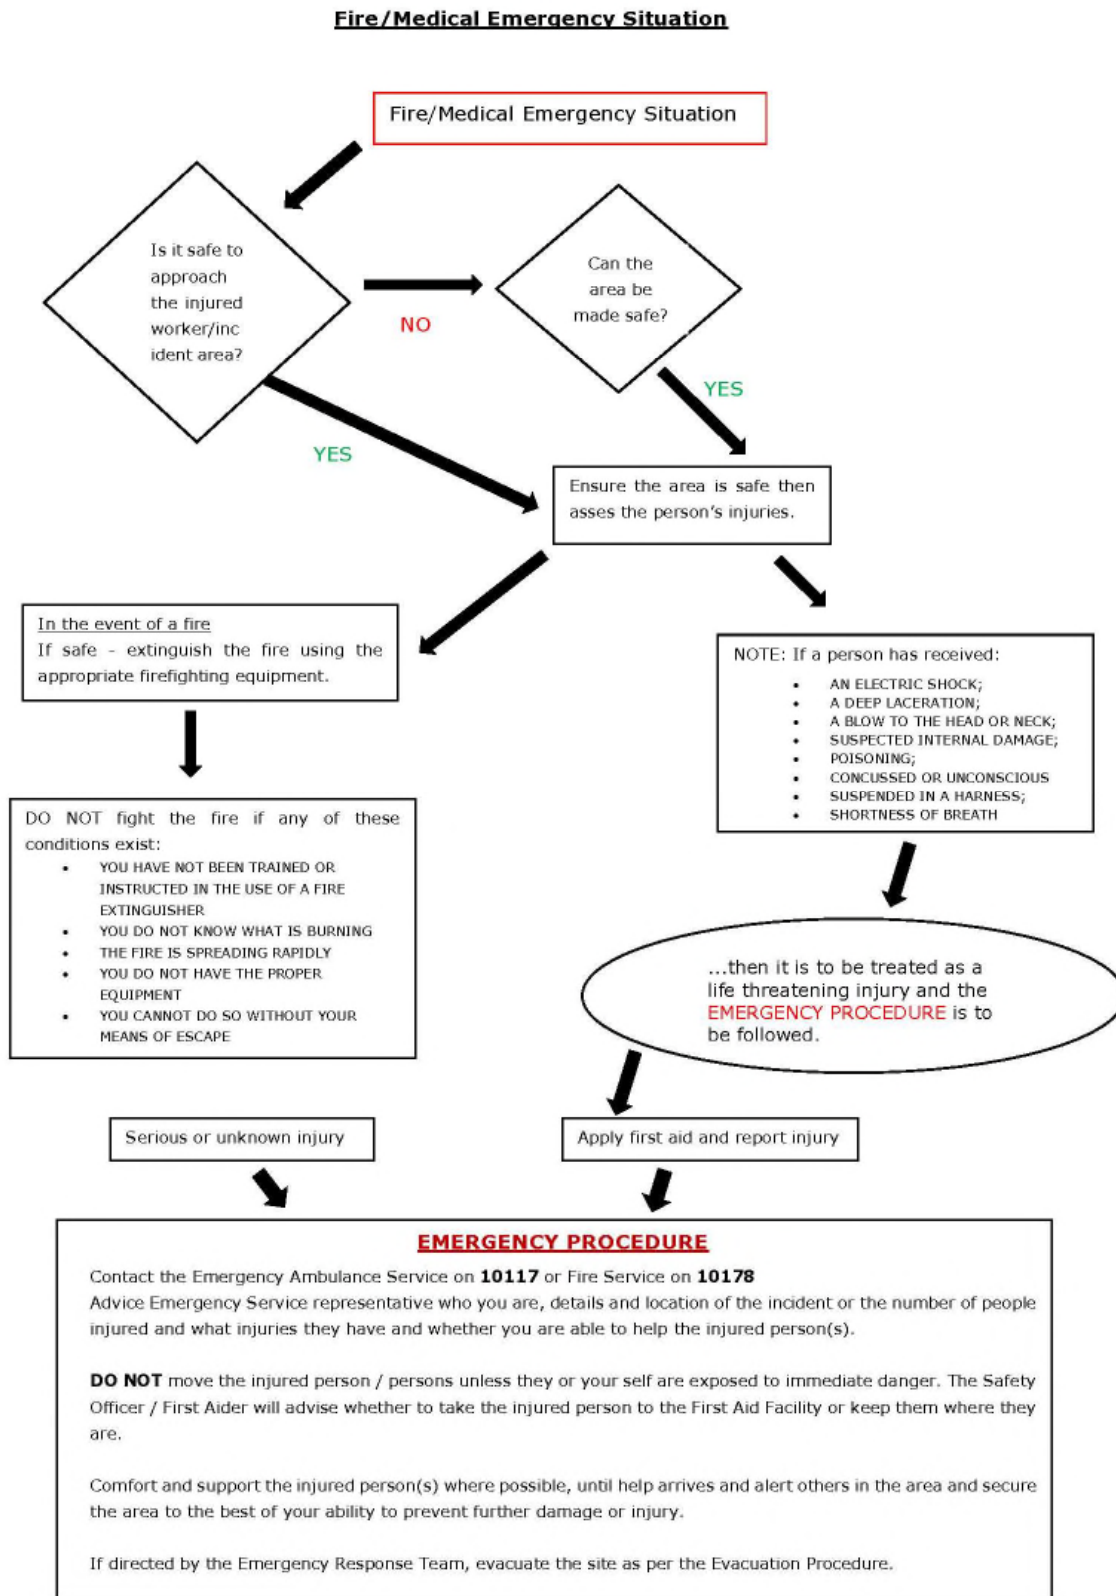 Fire/Medical Emergency Situation
Fire/Medical Emergency Situation
Is it safe to
approach
the injured
worker/inc
ident area?
NO
Can the
area be
made safe?
YES
YES
Ensure the area is safe then
asses the person's injuries.
In the event of a fire
If safe - extinguish the fire using the
appropriate firefighting equipment.
NOTE: If a person has received:
• AN ELECTRIC SHOCK;
• A DEEP LACERATION;
• A BLOW TO THE HEAD OR NECK;
• SUSPECTED INTERNAL DAMAGE;
• POISONING;
• CONCUSSED OR UNCONSCIOUS
• SUSPENDED IN A HARNESS;
• SHORTNESS OF BREATH
DO NOT fight the fire if any of these
conditions exist:
• YOU HAVE NOT BEEN TRAINED OR
INSTRUCTED IN THE USE OF A FIRE
EXTINGUISHER
• YOU DO NOT KNOW WHAT IS BURNING
• THE FIRE IS SPREADING RAPIDLY
• YOU DO NOT HAVE THE PROPER
EQUIPMENT
• YOU CANNOT DO SO WITHOUT YOUR
MEANS OF ESCAPE
...then it is to be treated as a
life threatening injury and the
EMERGENCY PROCEDURE is to
be followed.
Serious or unknown injury
Apply first aid and report injury
EMERGENCY PROCEDURE
Contact the Emergency Ambulance Service on 10117 or Fire Service on 10178
Advice Emergency Service representative who you are, details and location of the incident or the number of people
injured and what injuries they have and whether you are able to help the injured person(s).
DO NOT move the injured person / persons unless they or your self are exposed to immediate danger. The Safety
Officer / First Aider will advise whether to take the injured person to the First Aid Facility or keep them where they
are.
Comfort and support the injured person(s) where possible, until help arrives and alert others in the area and secure
the area to the best of your ability to prevent further damage or injury.
If directed by the Emergency Response Team, evacuate the site as per the Evacuation Procedure.